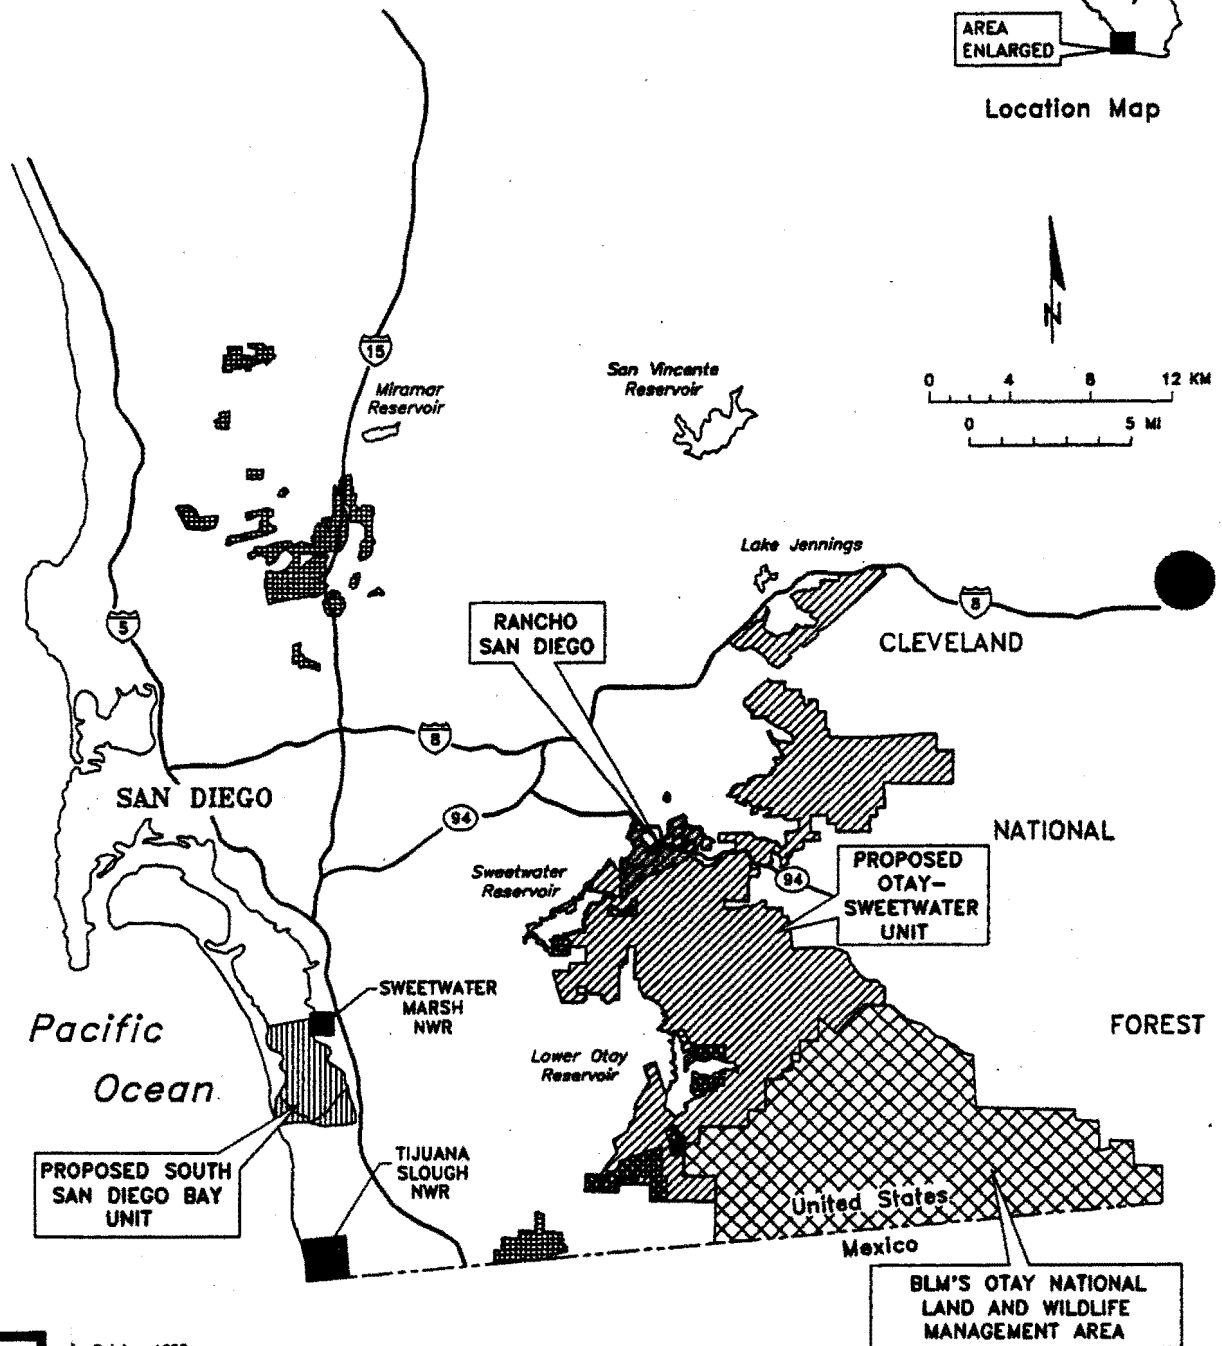 AREA
ENLARGED
Location Map
N
0 4 8 12 KM
0 5 MI
15
Miramar
Reservoir
San Vincente
Reservoir
Lake Jennings
5
8
CLEVELAND
RANCHO
SAN DIEGO
8
SAN DIEGO
94
NATIONAL
Sweetwater
Reservoir
94
PROPOSED
OTAY-
SWEETWATER
UNIT
SWEETWATER
MARSH
NWR
Pacific
Ocean
FOREST
Lower Otay
Reservoir
PROPOSED SOUTH
SAN DIEGO BAY
UNIT
TIJUANA
SLOUGH
NWR
United States
Mexico
BLM'S OTAY NATIONAL
LAND AND WILDLIFE
MANAGEMENT AREA